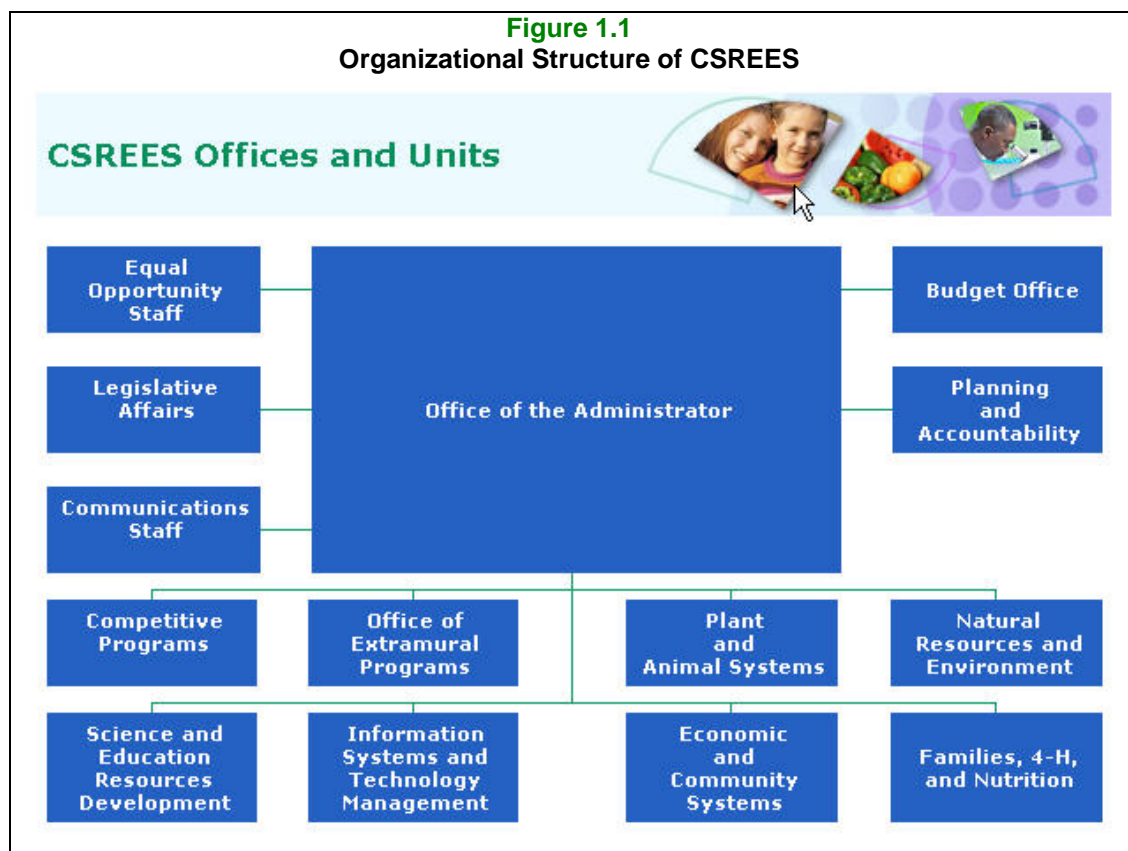 Figure 1.1
Organizational Structure of CSREES
CSREES Offices and Units
Equal
Opportunity
Staff
Office of the Administrator
Budget Office
Legislative
Affairs
Planning
and
Accountability
Communications
Staff
Competitive
Programs
Office of
Extramural
Programs
Plant
and
Animal Systems
Natural
Resources and
Environment
Science and
Education
Resources
Development
Information
Systems and
Technology
Management
Economic
and
Community
Systems
Families, 4-H,
and Nutrition